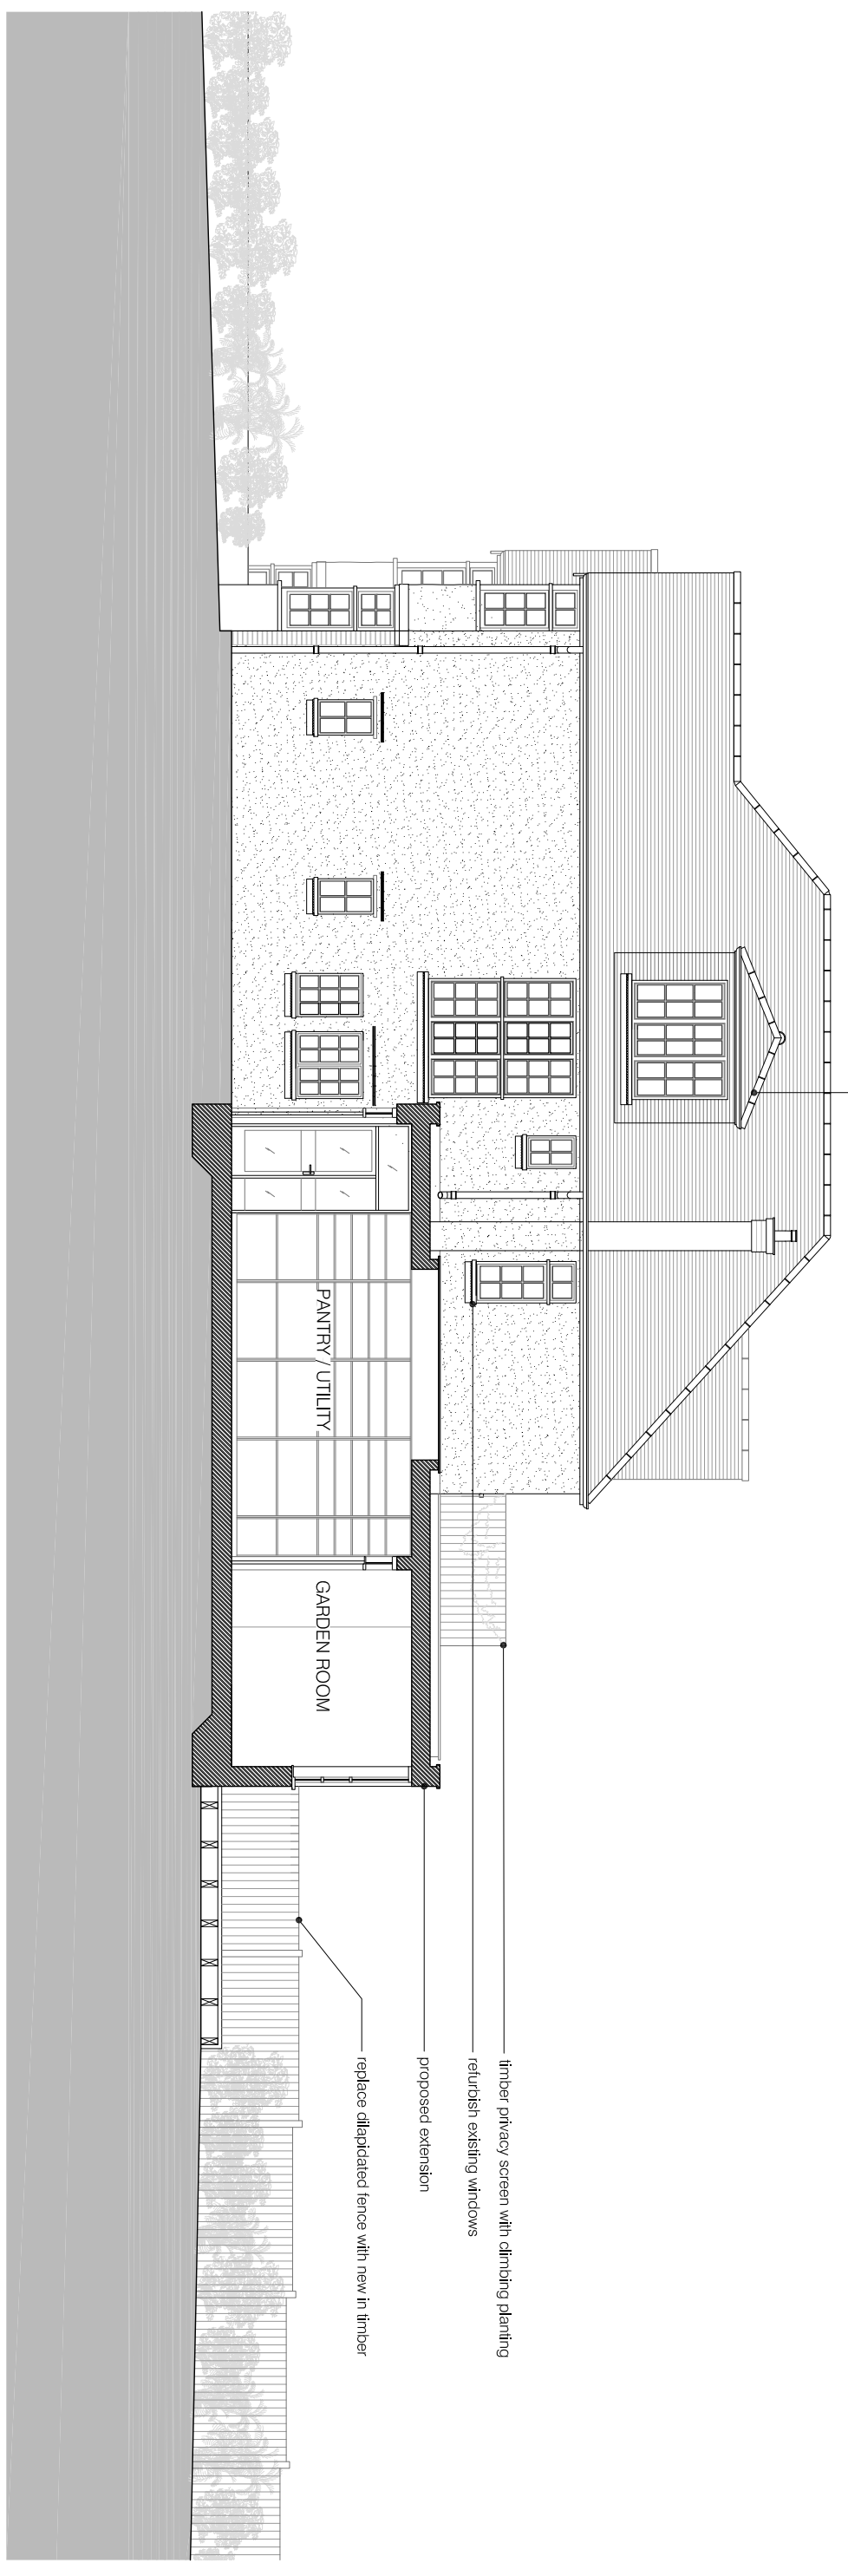 timber privacy screen with climbing planting
refurbish existing windows
proposed extension
replace dilapidated fence with new in timber
PANTRY / UTILITY
GARDEN ROOM